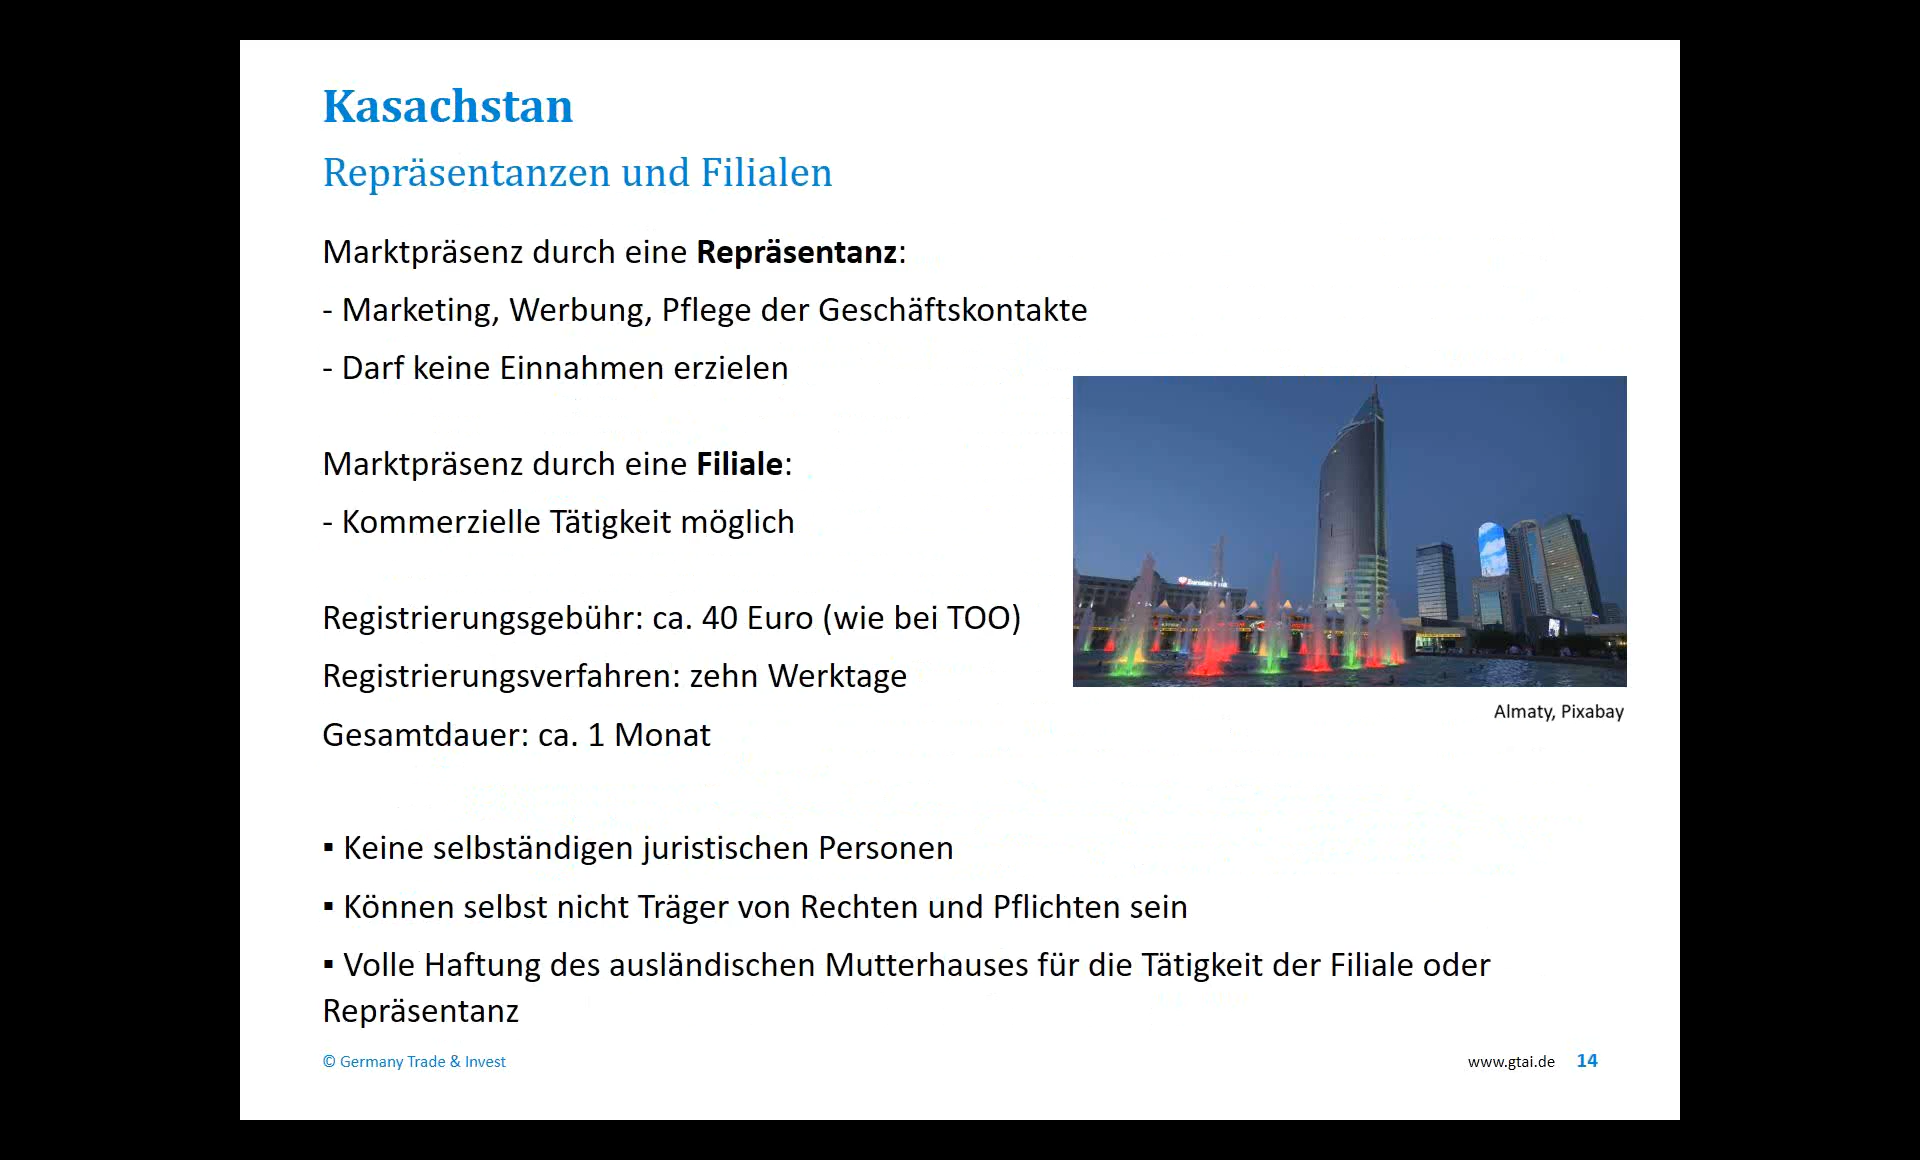 Kasachstan
Repräsentanzen und Filialen
Marktpräsenz durch eine Repräsentanz:
- Marketing, Werbung, Pflege der Geschäftskontakte
- Darf keine Einnahmen erzielen
Marktpräsenz durch eine Filiale:
- Kommerzielle Tätigkeit möglich
Registrierungsgebühr: ca. 40 Euro (wie bei TOO)
Registrierungsverfahren: zehn Werktage
Gesamtdauer: ca. 1 Monat
Almaty, Pixabay
▪ Keine selbständigen juristischen Personen
▪ Können selbst nicht Träger von Rechten und Pflichten sein
▪ Volle Haftung des ausländischen Mutterhauses für die Tätigkeit der Filiale oder
Repräsentanz
© Germany Trade & Invest
www.gtai.de 14